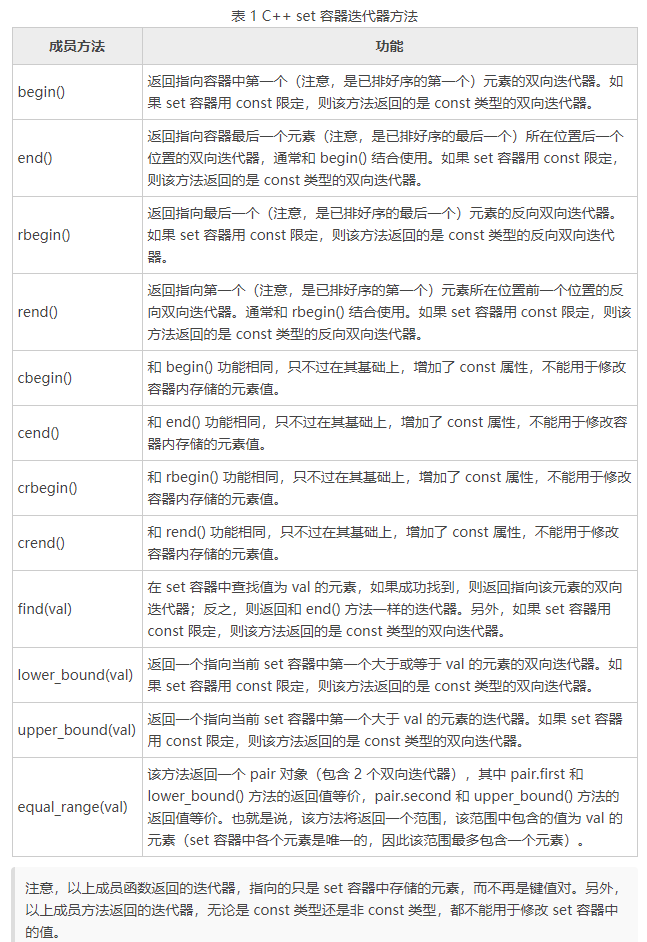 表 1 C++ set 容器迭代器方法
成员方法 功能
begin()
返回指向容器中第一个（注意，是已排好序的第一个）元素的双向迭代器。如
果 set 容器用 const 限定，则该方法返回的是 const 类型的双向迭代器。
end()
返回指向容器最后一个元素（注意，是已排好序的最后一个）所在位置后一个
位置的双向迭代器，通常和 begin() 结合使用。如果 set 容器用 const 限定，
则该方法返回的是 const 类型的双向迭代器。
rbegin()
返回指向最后一个（注意，是已排好序的最后一个）元素的反向双向迭代器。
如果 set 容器用 const 限定，则该方法返回的是 const 类型的反向双向迭代
器。
rend()
返回指向第一个（注意，是已排好序的第一个）元素所在位置前一个位置的反
向双向迭代器。通常和 rbegin() 结合使用。如果 set 容器用 const 限定，则该
方法返回的是 const 类型的反向双向迭代器。
cbegin()
和 begin() 功能相同，只不过在其基础上，增加了 const 属性，不能用于修改
容器内存储的元素值。
cend()
和 end() 功能相同，只不过在其基础上，增加了 const 属性，不能用于修改容
器内存储的元素值。
crbegin()
和 rbegin() 功能相同，只不过在其基础上，增加了 const 属性，不能用于修改
容器内存储的元素值。
crend()
和 rend() 功能相同，只不过在其基础上，增加了 const 属性，不能用于修改
容器内存储的元素值。
find(val)
在 set 容器中查找值为 val 的元素，如果成功找到，则返回指向该元素的双向
迭代器；反之，则返回和 end() 方法一样的迭代器。另外，如果 set 容器用
const 限定，则该方法返回的是 const 类型的双向迭代器。
lower_bound(val)
返回一个指向当前 set 容器中第一个大于或等于 val 的元素的双向迭代器。如
果 set 容器用 const 限定，则该方法返回的是 const 类型的双向迭代器。
upper_bound(val)
返回一个指向当前 set 容器中第一个大于 val 的元素的迭代器。如果 set 容器
用 const 限定，则该方法返回的是 const 类型的双向迭代器。
equal_range(val)
该方法返回一个 pair 对象（包含 2 个双向迭代器），其中 pair.first 和
lower_bound() 方法的返回值等价，pair.second 和 upper_bound() 方法的
返回值等价。也就是说，该方法将返回一个范围，该范围中包含的值为 val 的
元素（set 容器中各个元素是唯一的，因此该范围最多包含一个元素）。
注意，以上成员函数返回的迭代器，指向的只是 set 容器中存储的元素，而不再是键值对。另外，
以上成员方法返回的迭代器，无论是 const 类型还是非 const 类型，都不能用于修改 set 容器中
的值。